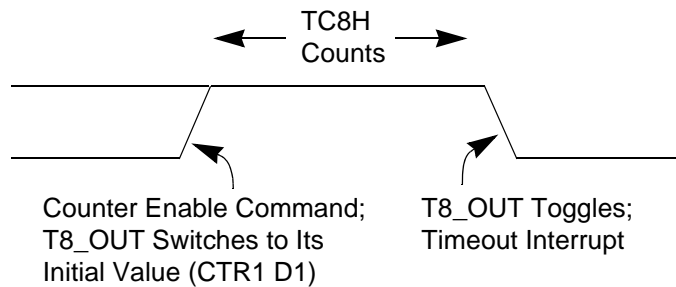 TC8H
Counts
Counter Enable Command;
T8_OUT Switches to Its
Initial Value (CTR1 D1)
T8_OUT Toggles;
Timeout Interrupt